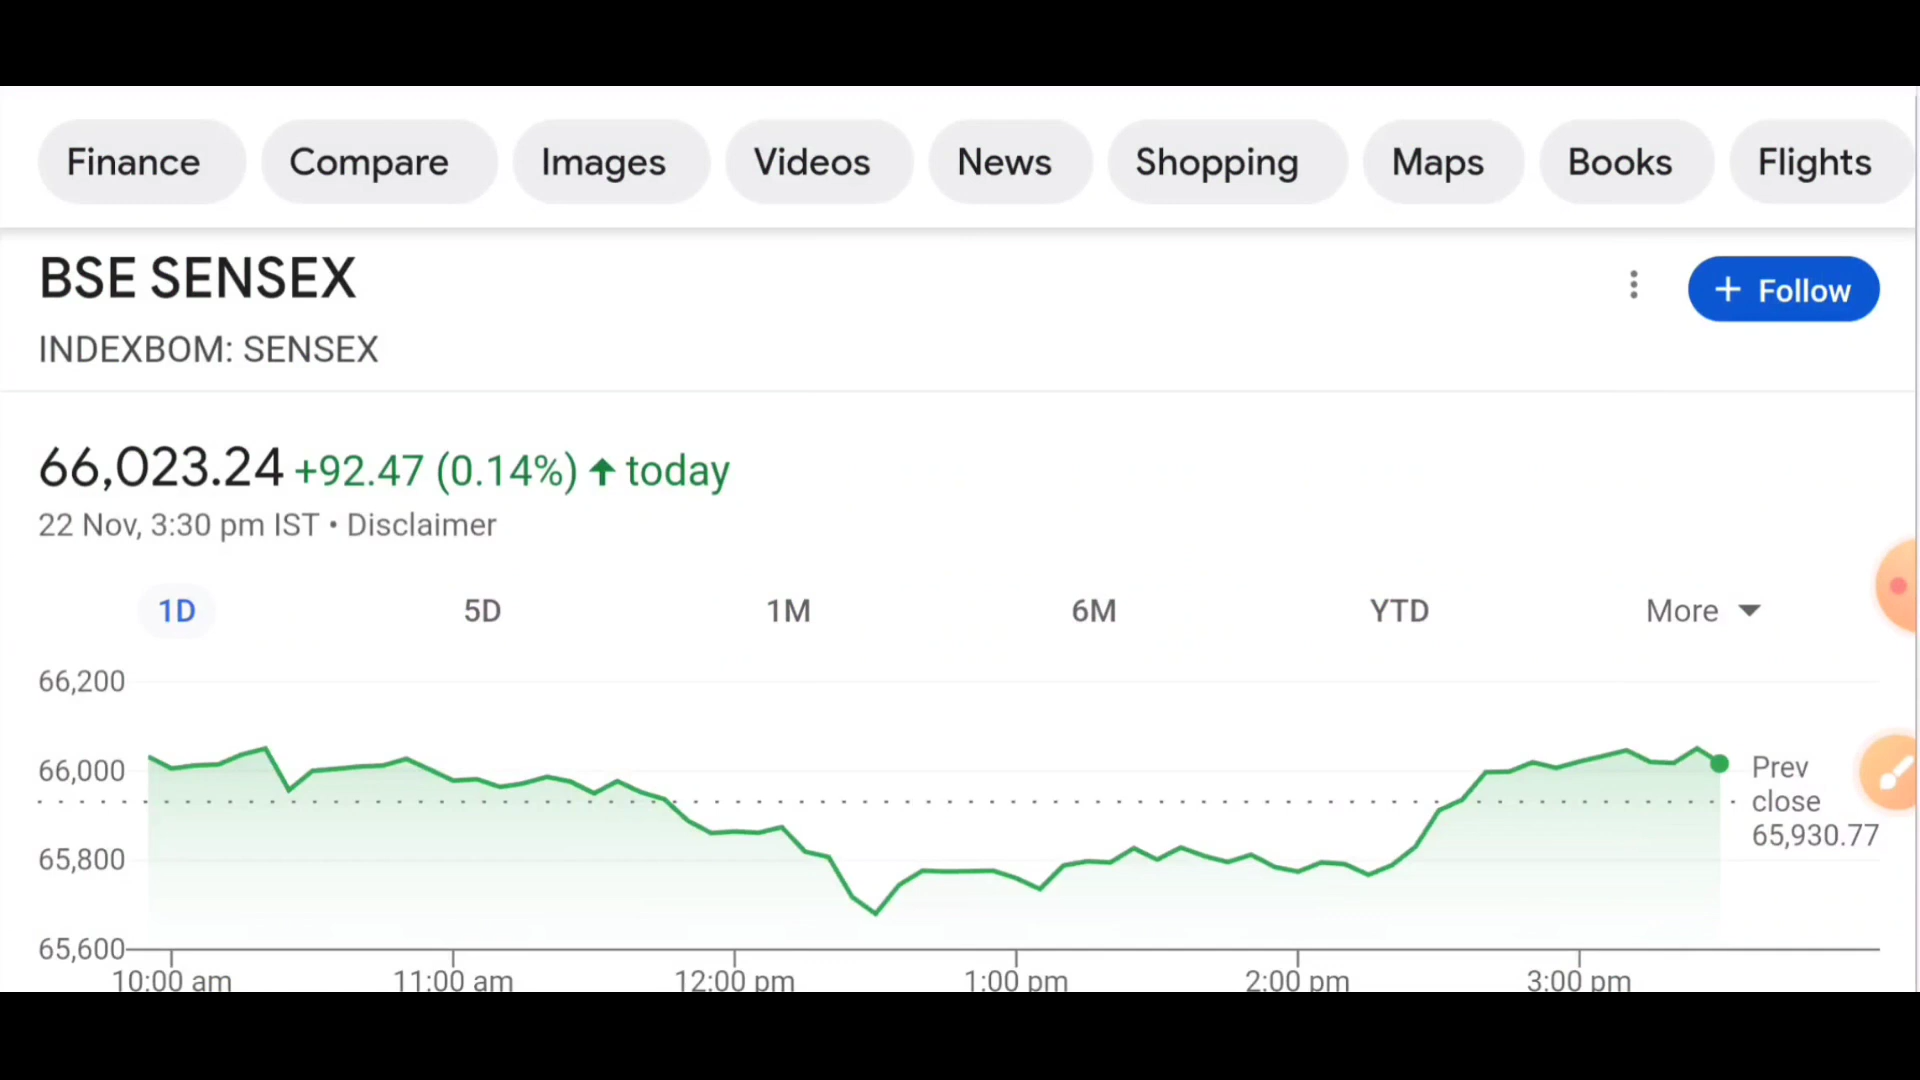 Finance Compare Images Videos News Shopping Maps Books Flights
BSE SENSEX
+ Follow
INDEXBOM: SENSEX
66,023.24 +92.47 (0.14%) ↑ today
22 Nov, 3:30 pm IST • Disclaimer
1D 5D 1M 6M YTD More
66,200
66,000
65,800
65,600
Prev
close
65,930.77
10:00 am 11:00 am 12:00 pm 1:00 pm 2:00 pm 3:00 pm